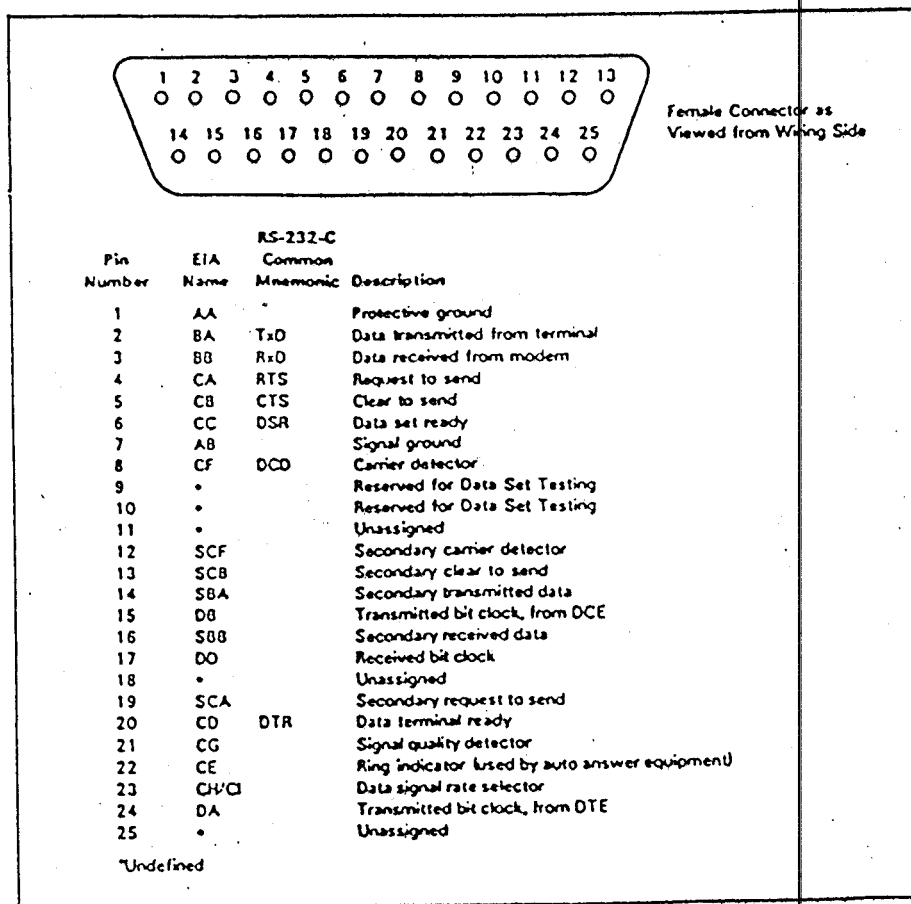 1 2 3 4 5 6 7 8 9 10 11 12 13
14 15 16 17 18 19 20 21 22 23 24 25
Female Connector as
Viewed from Wiring Side
RS-232-C
Pin EIA Common
Number Name Mnemonic Description
1 AA Protective ground
2 BA TxD Data transmitted from terminal
3 BB RxD Data received from modem
4 CA RTS Request to send
5 CB CTS Clear to send
6 CC DSR Data set ready
7 AB Signal ground
8 CF DCD Carrier detector
9 * Reserved for Data Set Testing
10 * Reserved for Data Set Testing
11 * Unassigned
12 SCF Secondary carrier detector
13 SCB Secondary clear to send
14 SBA Secondary transmitted data
15 DB Transmitted bit clock, from DCE
16 SBB Secondary received data
17 DD Received bit clock
18 * Unassigned
19 SCA Secondary request to send
20 CD DTR Data terminal ready
21 CG Signal quality detector
22 CE Ring indicator (used by auto answer equipment)
23 CH/CI Data signal rate selector
24 DA Transmitted bit clock, from DTE
25 * Unassigned
*Undefined